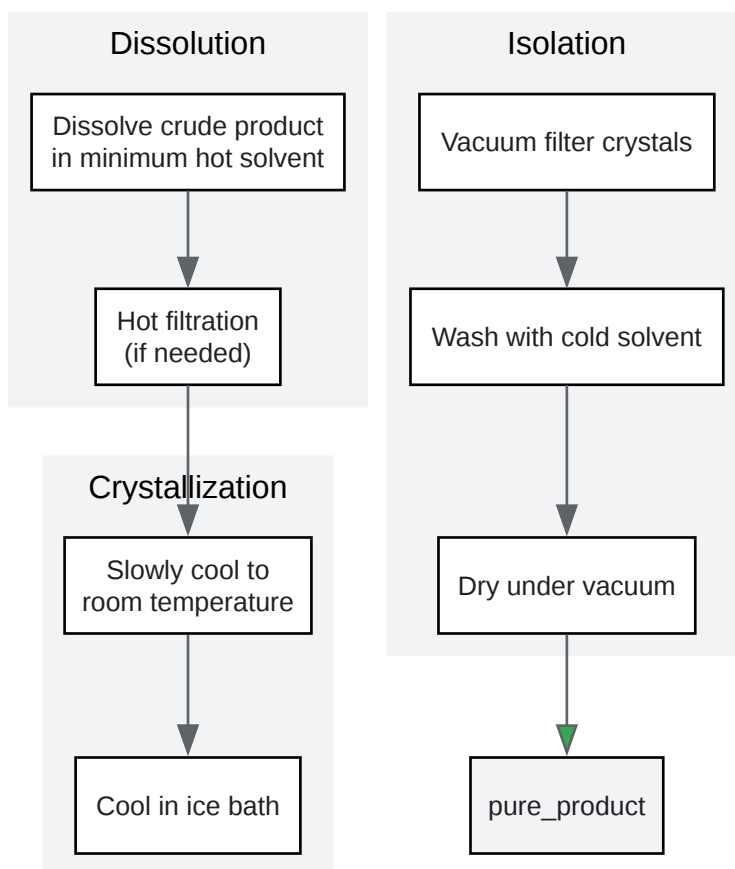 Dissolution
Dissolve crude product
in minimum hot solvent
Hot filtration
(if needed)
Crystallization
Slowly cool to
room temperature
Cool in ice bath
Isolation
Vacuum filter crystals
Wash with cold solvent
Dry under vacuum
pure_product